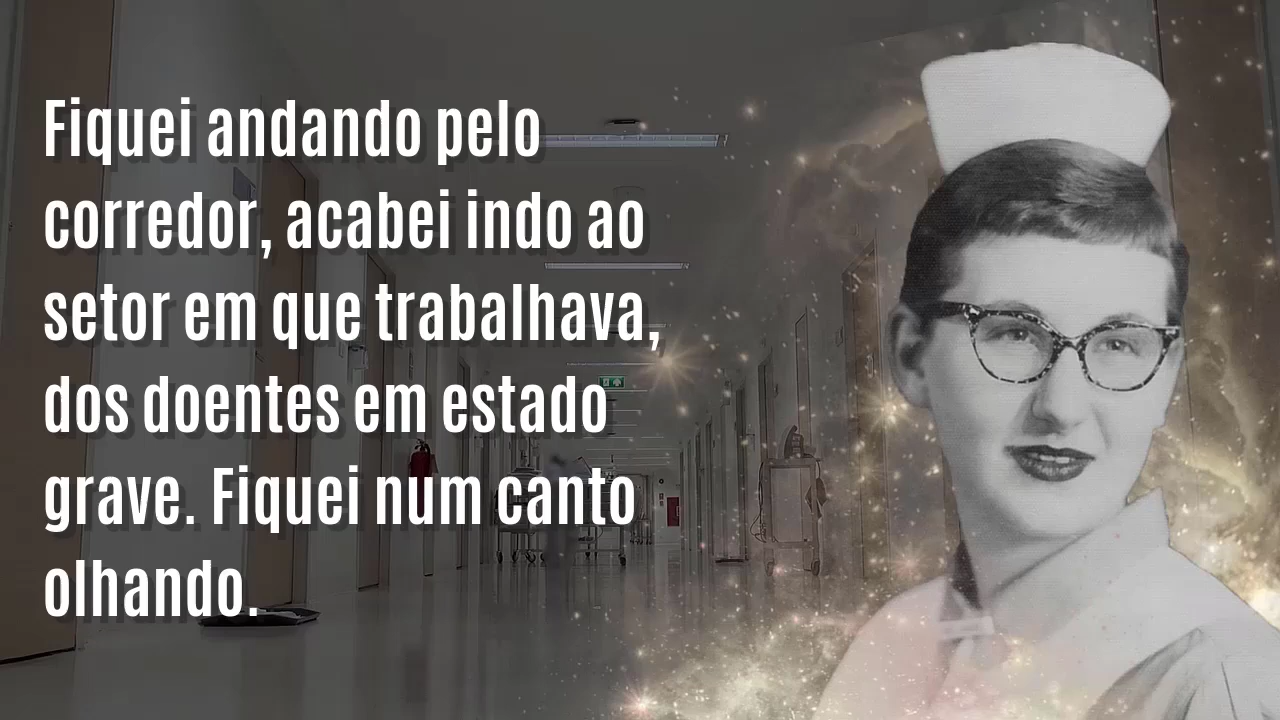 Fiquei andando pelo
corredor, acabei indo ao
setor em que trabalhava,
dos doentes em estado
grave. Fiquei num canto
olhando.